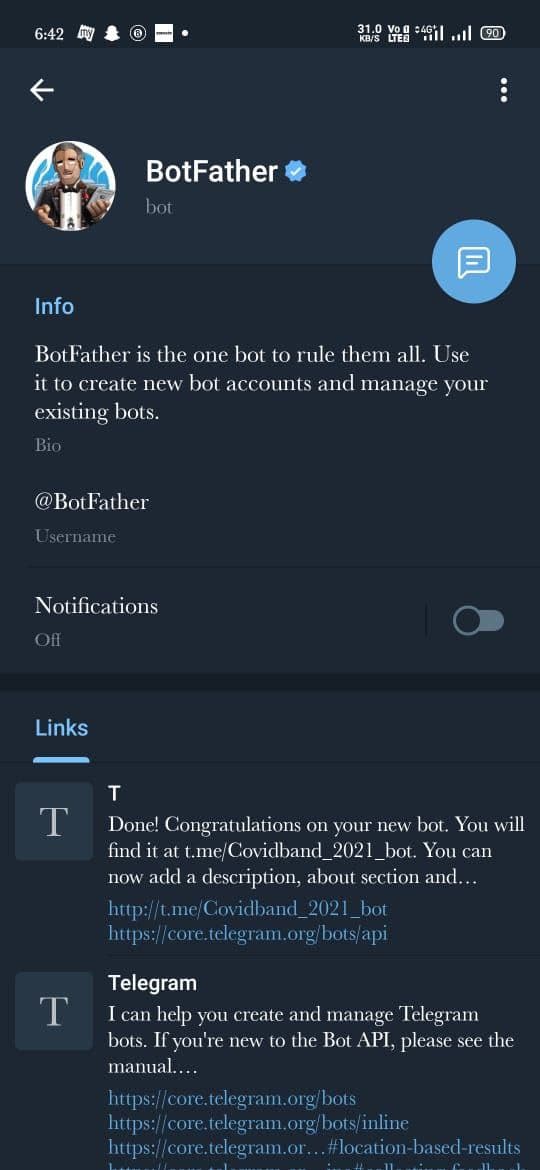 6:42
31.0 KB/S Vo LTE 4G+ 90
BotFather
bot
Info
BotFather is the one bot to rule them all. Use
it to create new bot accounts and manage your
existing bots.
Bio
@BotFather
Username
Notifications
Off
Links
T
T
Done! Congratulations on your new bot. You will
find it at t.me/Covidband_2021_bot. You can
now add a description, about section and…
http://t.me/Covidband_2021_bot
https://core.telegram.org/bots/api
T
Telegram
I can help you create and manage Telegram
bots. If you're new to the Bot API, please see the
manual.…
https://core.telegram.org/bots
https://core.telegram.org/bots/inline
https://core.telegram.or…#location-based-results